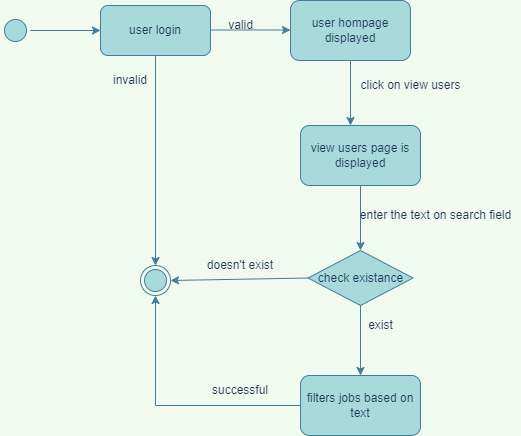 user login
valid
user hompage
displayed
invalid
click on view users
view users page is
displayed
enter the text on search field
doesn't exist
check existance
exist
successful
filters jobs based on
text